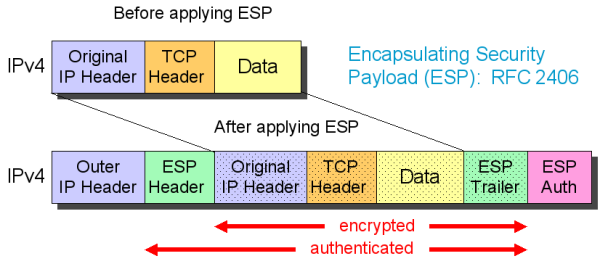 Before applying ESP
IPv4
Original
IP Header
TCP
Header
Data
Encapsulating Security
Payload (ESP): RFC 2406
After applying ESP
IPv4
Outer
IP Header
ESP
Header
Original
IP Header
TCP
Header
Data
ESP
Trailer
ESP
Auth
encrypted
authenticated